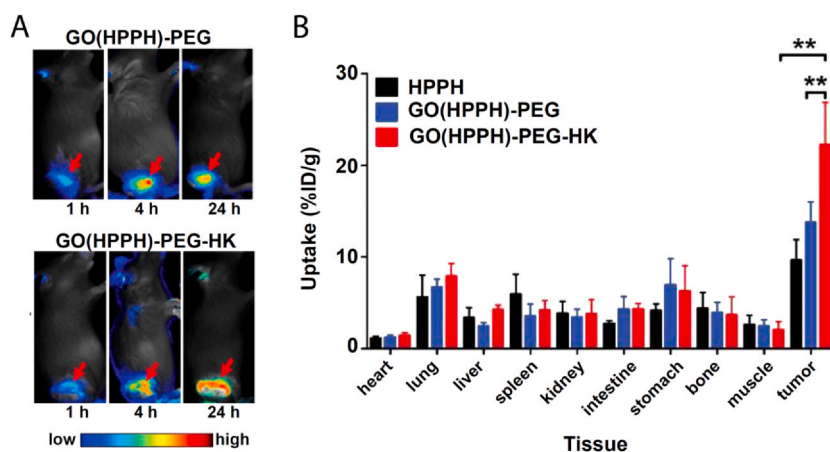 A
GO(HPPH)-PEG
1 h 4 h 24 h
GO(HPPH)-PEG-HK
1 h 4 h 24 h
low high
B
Uptake (%ID/g)
30
20
10
0
HPPH
GO(HPPH)-PEG
GO(HPPH)-PEG-HK
**
**
heart lung liver spleen kidney intestine stomach bone muscle tumor
Tissue